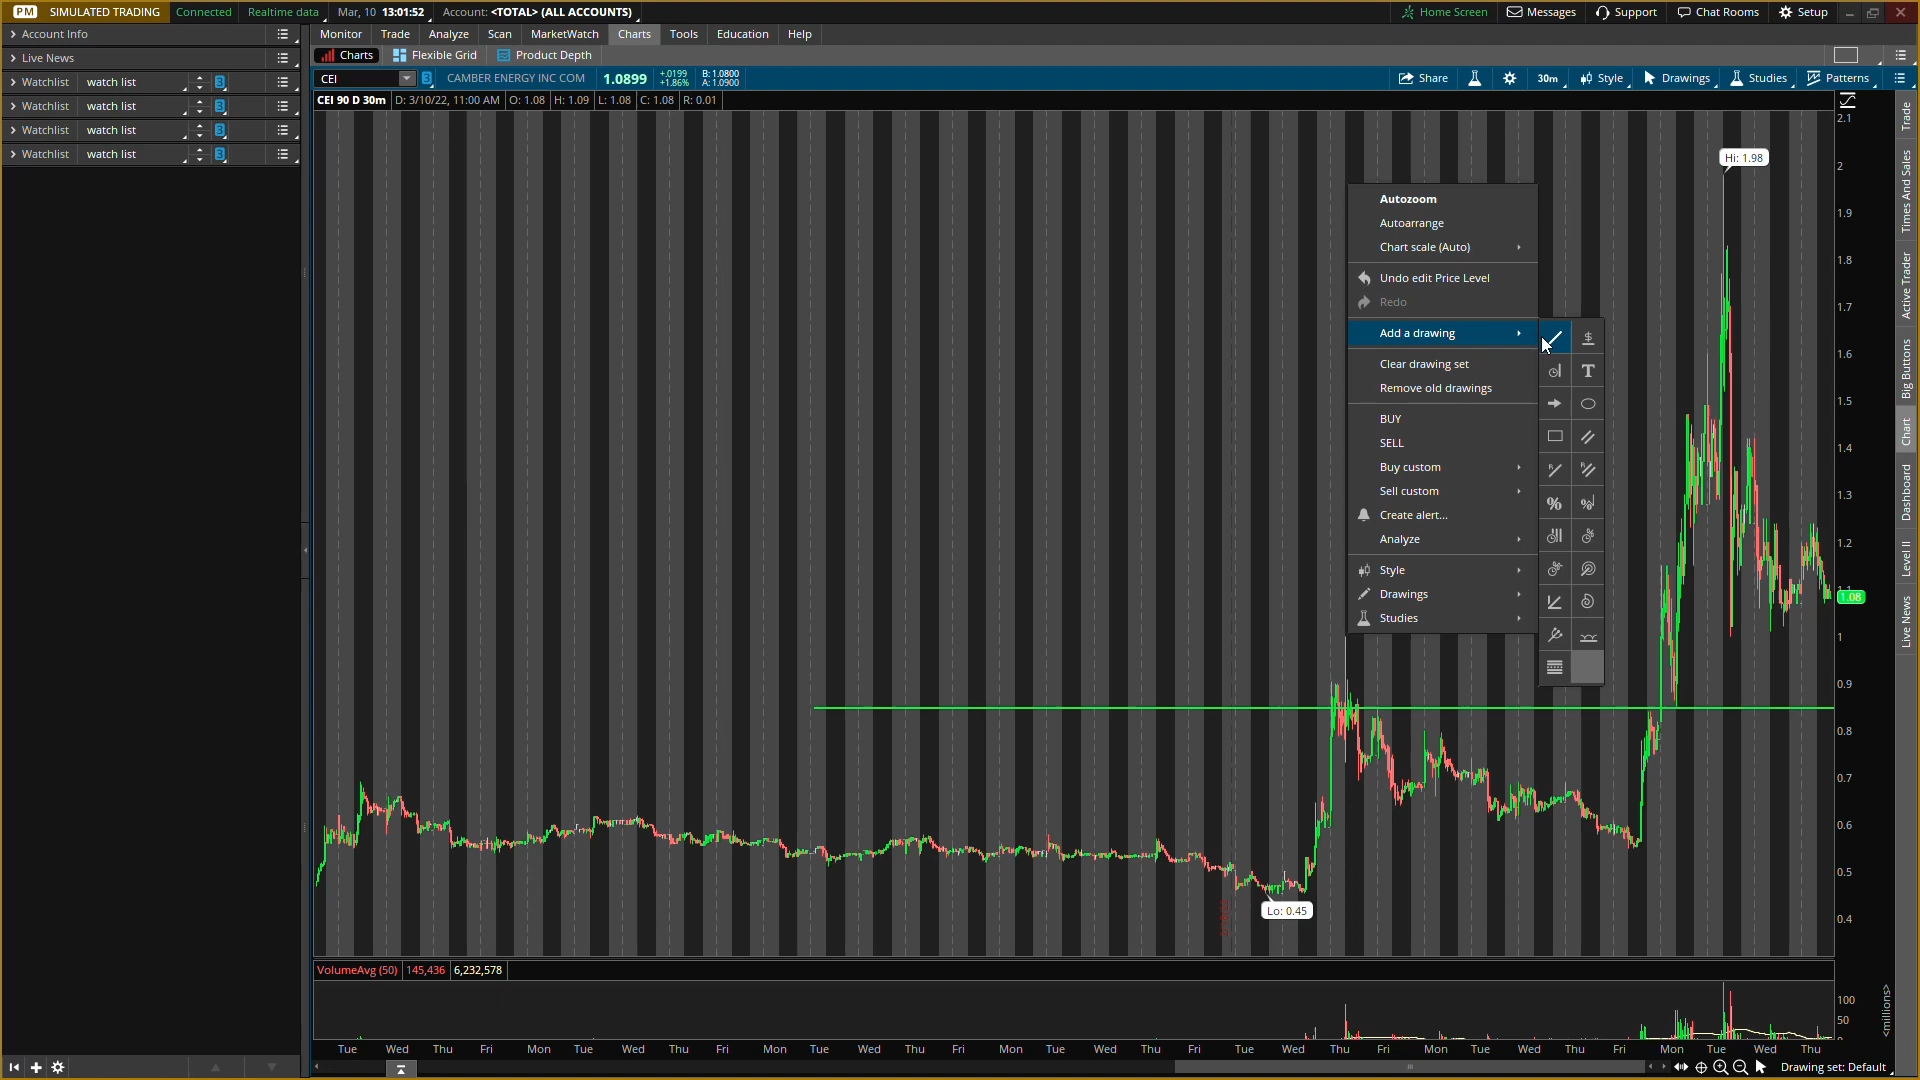 PM SIMULATED TRADING Connected Realtime data Mar, 10 13:01:52 Account: <TOTAL> (ALL ACCOUNTS) Home Screen Messages Support Chat Rooms Setup
Account Info
Live News
Watchlist watch list 3
Watchlist watch list 3
Watchlist watch list 3
Watchlist watch list 3
Monitor Trade Analyze Scan MarketWatch Charts Tools Education Help
Charts Flexible Grid Product Depth
CEI 3 CAMBER ENERGY INC COM 1.0899 +.0199 +1.86% B: 1.0800 A: 1.0900 Share 30m Style Drawings Studies Patterns
CEI 90 D 30m D: 3/10/22, 11:00 AM O: 1.08 H: 1.09 L: 1.08 C: 1.08 R: 0.01
Hi: 1.98
Autozoom
Autoarrange
Chart scale (Auto)
Undo edit Price Level
Redo
Add a drawing
Clear drawing set
Remove old drawings
BUY
SELL
Buy custom
Sell custom
Create alert...
Analyze
Style
Drawings
Studies
$
T
%
%
Lo: 0.45
2.1
2
1.9
1.8
1.7
1.6
1.5
1.4
1.3
1.2
1.1
1.08
1
0.9
0.8
0.7
0.6
0.5
0.4
Trade
Times And Sales
Active Trader
Big Buttons
Chart
Dashboard
Level II
Live News
VolumeAvg (50) 145,436 6,232,578
100
50
<millions>
Tue Wed Thu Fri Mon Tue Wed Thu Fri Mon Tue Wed Thu Fri Mon Tue Wed Thu Fri Tue Wed Thu Fri Mon Tue Wed Thu Fri Mon Tue Wed Thu
Drawing set: Default